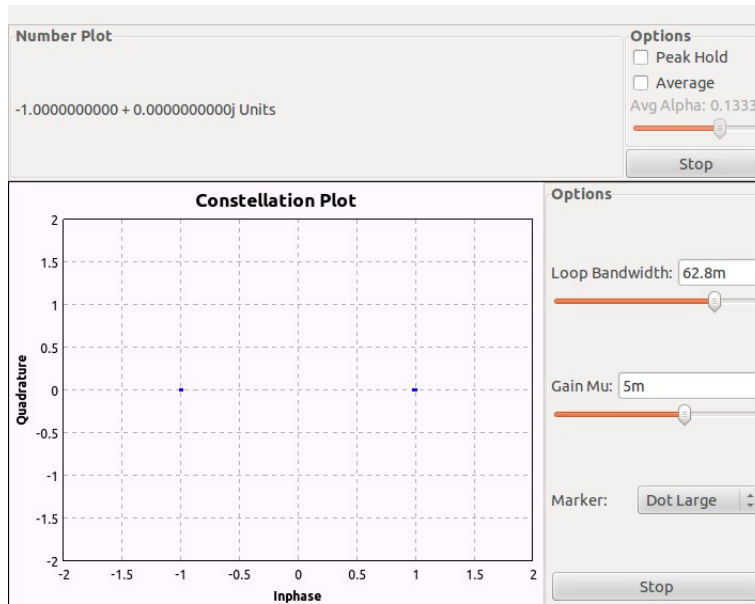 Number Plot
-1.0000000000 + 0.0000000000j Units
Options
Peak Hold
Average
Avg Alpha: 0.1333
Stop
Constellation Plot
2
1.5
1
0.5
0
-0.5
-1
-1.5
-2
Quadrature
-2 -1.5 -1 -0.5 0 0.5 1 1.5 2
Inphase
Options
Loop Bandwidth: 62.8m
Gain Mu: 5m
Marker: Dot Large
Stop